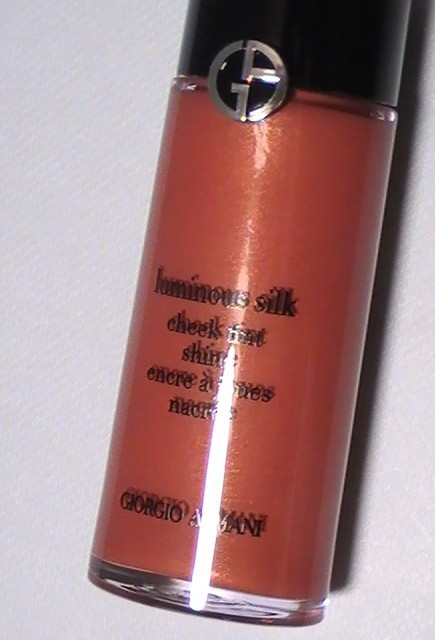 luminous silk
cheek tint
shine
encre à joues
nacrée
GIORGIO ARMANI